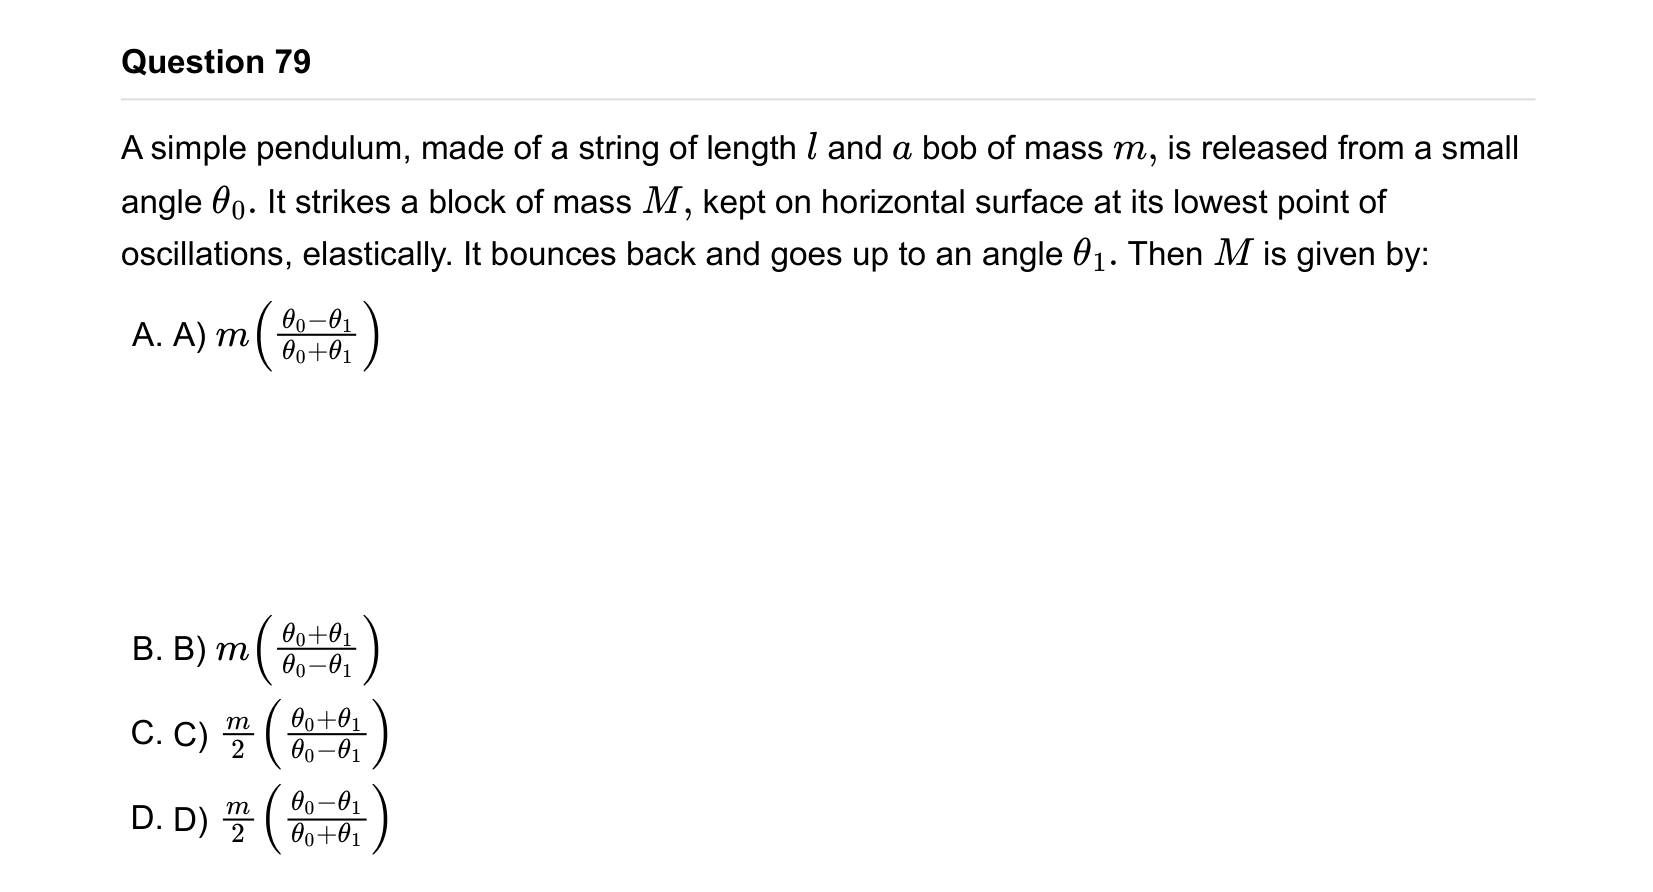 Question 79
A simple pendulum, made of a string of length $l$ and $a$ bob of mass $m$, is released from a small
angle $\theta_0$. It strikes a block of mass $M$, kept on horizontal surface at its lowest point of
oscillations, elastically. It bounces back and goes up to an angle $\theta_1$. Then $M$ is given by:
A. A) $m\left(\frac{\theta_0-\theta_1}{\theta_0+\theta_1}\right)$
B. B) $m\left(\frac{\theta_0+\theta_1}{\theta_0-\theta_1}\right)$
C. C) $\frac{m}{2}\left(\frac{\theta_0+\theta_1}{\theta_0-\theta_1}\right)$
D. D) $\frac{m}{2}\left(\frac{\theta_0-\theta_1}{\theta_0+\theta_1}\right)$